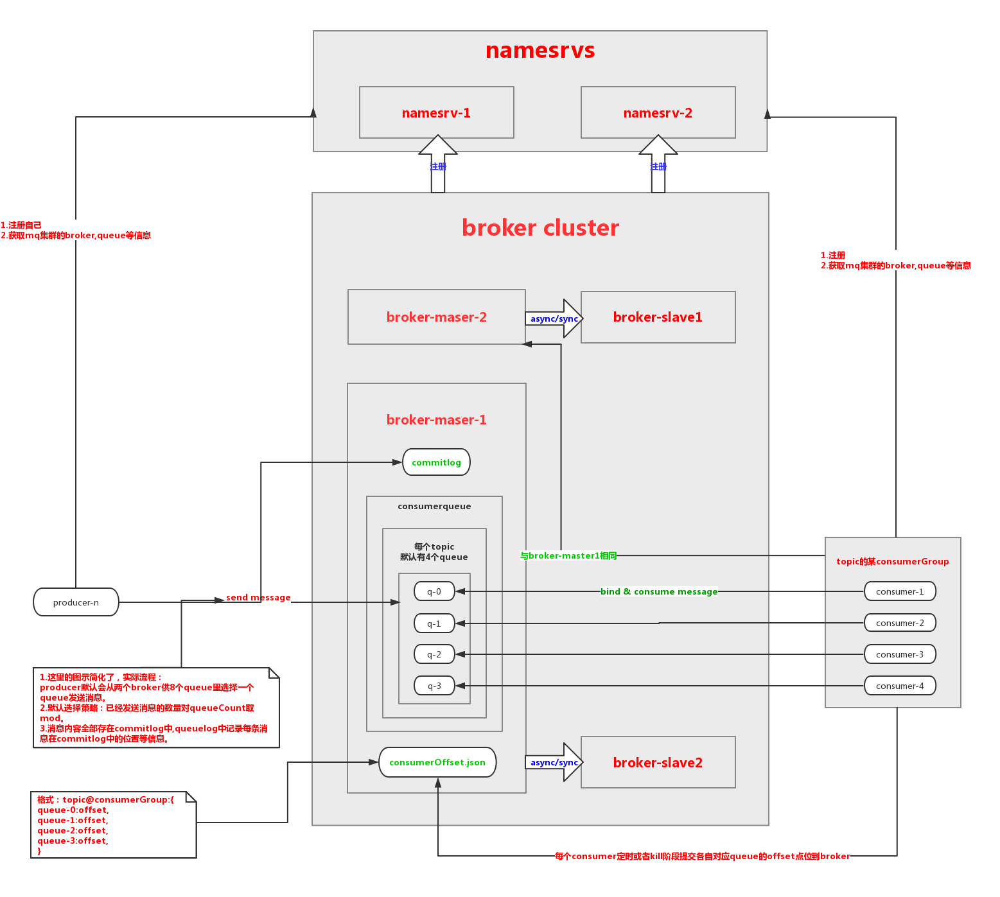 namesrvs
namesrv-1
namesrv-2
注册
注册
broker cluster
1.注册自己
2.获取mq集群的broker,queue等信息
1.注册
2.获取mq集群的broker,queue等信息
broker-maser-2
async/sync
broker-slave1
broker-maser-1
commitlog
consumerqueue
每个topic
默认有4个queue
与broker-master1相同
topic的某consumerGroup
q-0
bind & consume message
consumer-1
producer-n
send message
q-1
consumer-2
q-2
consumer-3
q-3
consumer-4
1.这里的图示简化了，实际流程：
producer默认会从两个broker供8个queue里选择一个
queue发送消息。
2.默认选择策略：已经发送消息的数量对queueCount取
mod。
3.消息内容全部存在commitlog中,queuelog中记录每条消
息在commitlog中的位置等信息。
consumerOffset.json
async/sync
broker-slave2
格式：topic@consumerGroup:{
queue-0:offset,
queue-1:offset,
queue-2:offset,
queue-3:offset,
}
每个consumer定时或者kill阶段提交各自对应queue的offset点位到broker